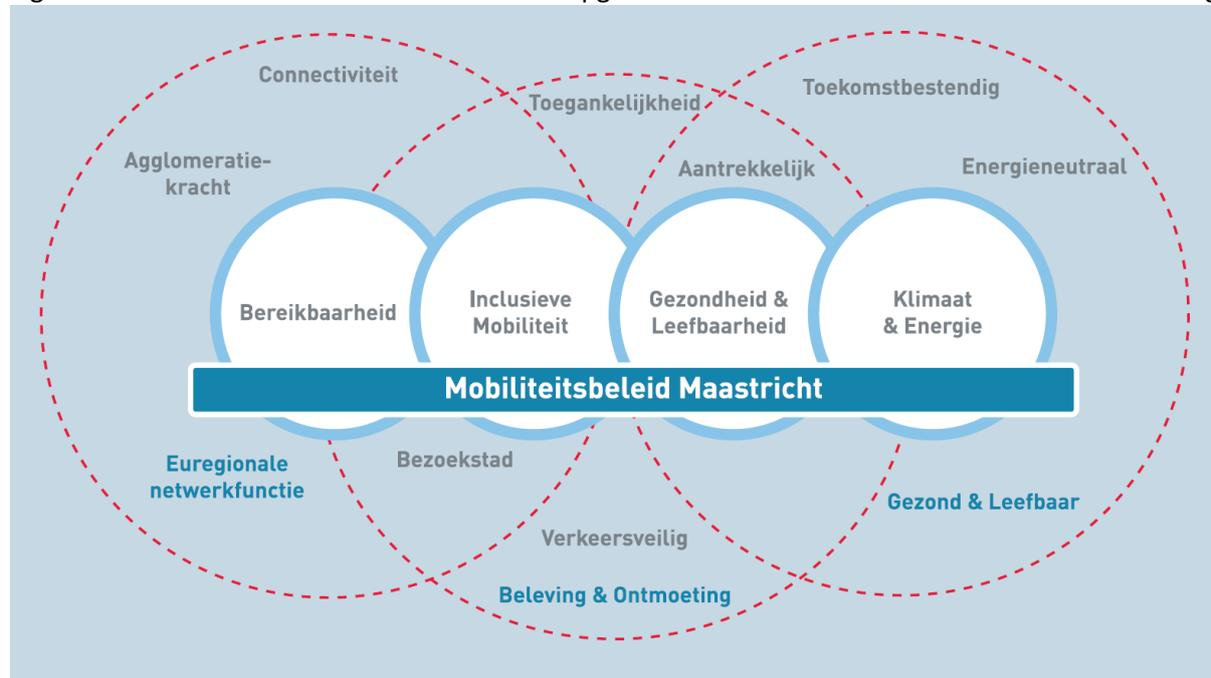 Connectiviteit
Toegankelijkheid
Toekomstbestendig
Agglomeratie-
kracht
Aantrekkelijk
Energieneutraal
Bereikbaarheid
Inclusieve
Mobiliteit
Gezondheid &
Leefbaarheid
Klimaat
& Energie
Mobiliteitsbeleid Maastricht
Euregionale
netwerkfunctie
Bezoekstad
Gezond & Leefbaar
Verkeersveilig
Beleving & Ontmoeting